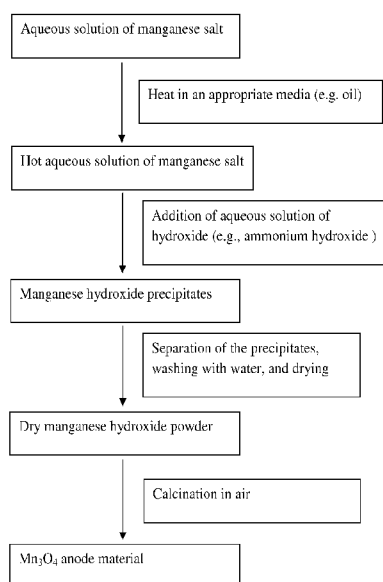 Aqueous solution of manganese salt
Heat in an appropriate media (e.g. oil)
Hot aqueous solution of manganese salt
Addition of aqueous solution of
hydroxide (e.g., ammonium hydroxide )
Manganese hydroxide precipitates
Separation of the precipitates,
washing with water, and drying
Dry manganese hydroxide powder
Calcination in air
Mn₃O₄ anode material